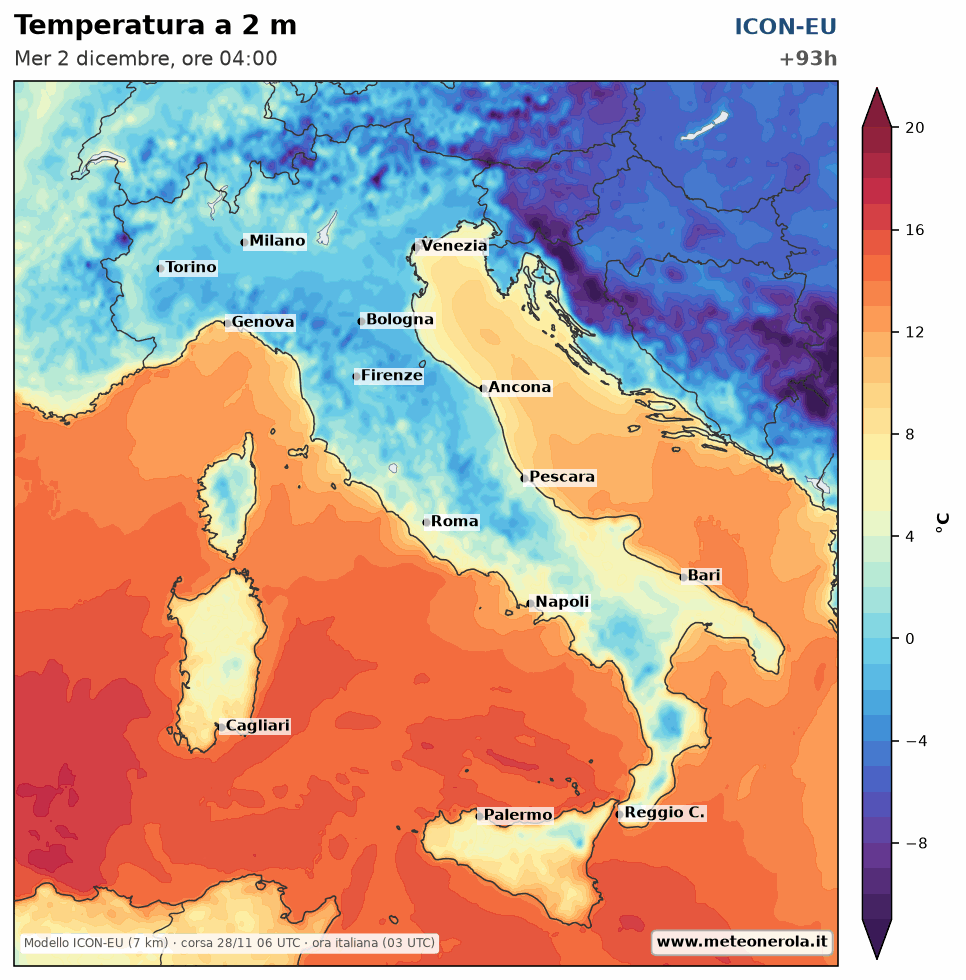 Temperatura a 2 m
ICON-EU
Mer 2 dicembre, ore 04:00
+93h
20
16
12
8
4
0
−4
−8
°C
Milano
Venezia
Torino
Genova
Bologna
Firenze
Ancona
Pescara
Roma
Bari
Napoli
Cagliari
Palermo
Reggio C.
Modello ICON-EU (7 km) · corsa 28/11 06 UTC · ora italiana (03 UTC)
www.meteonerola.it